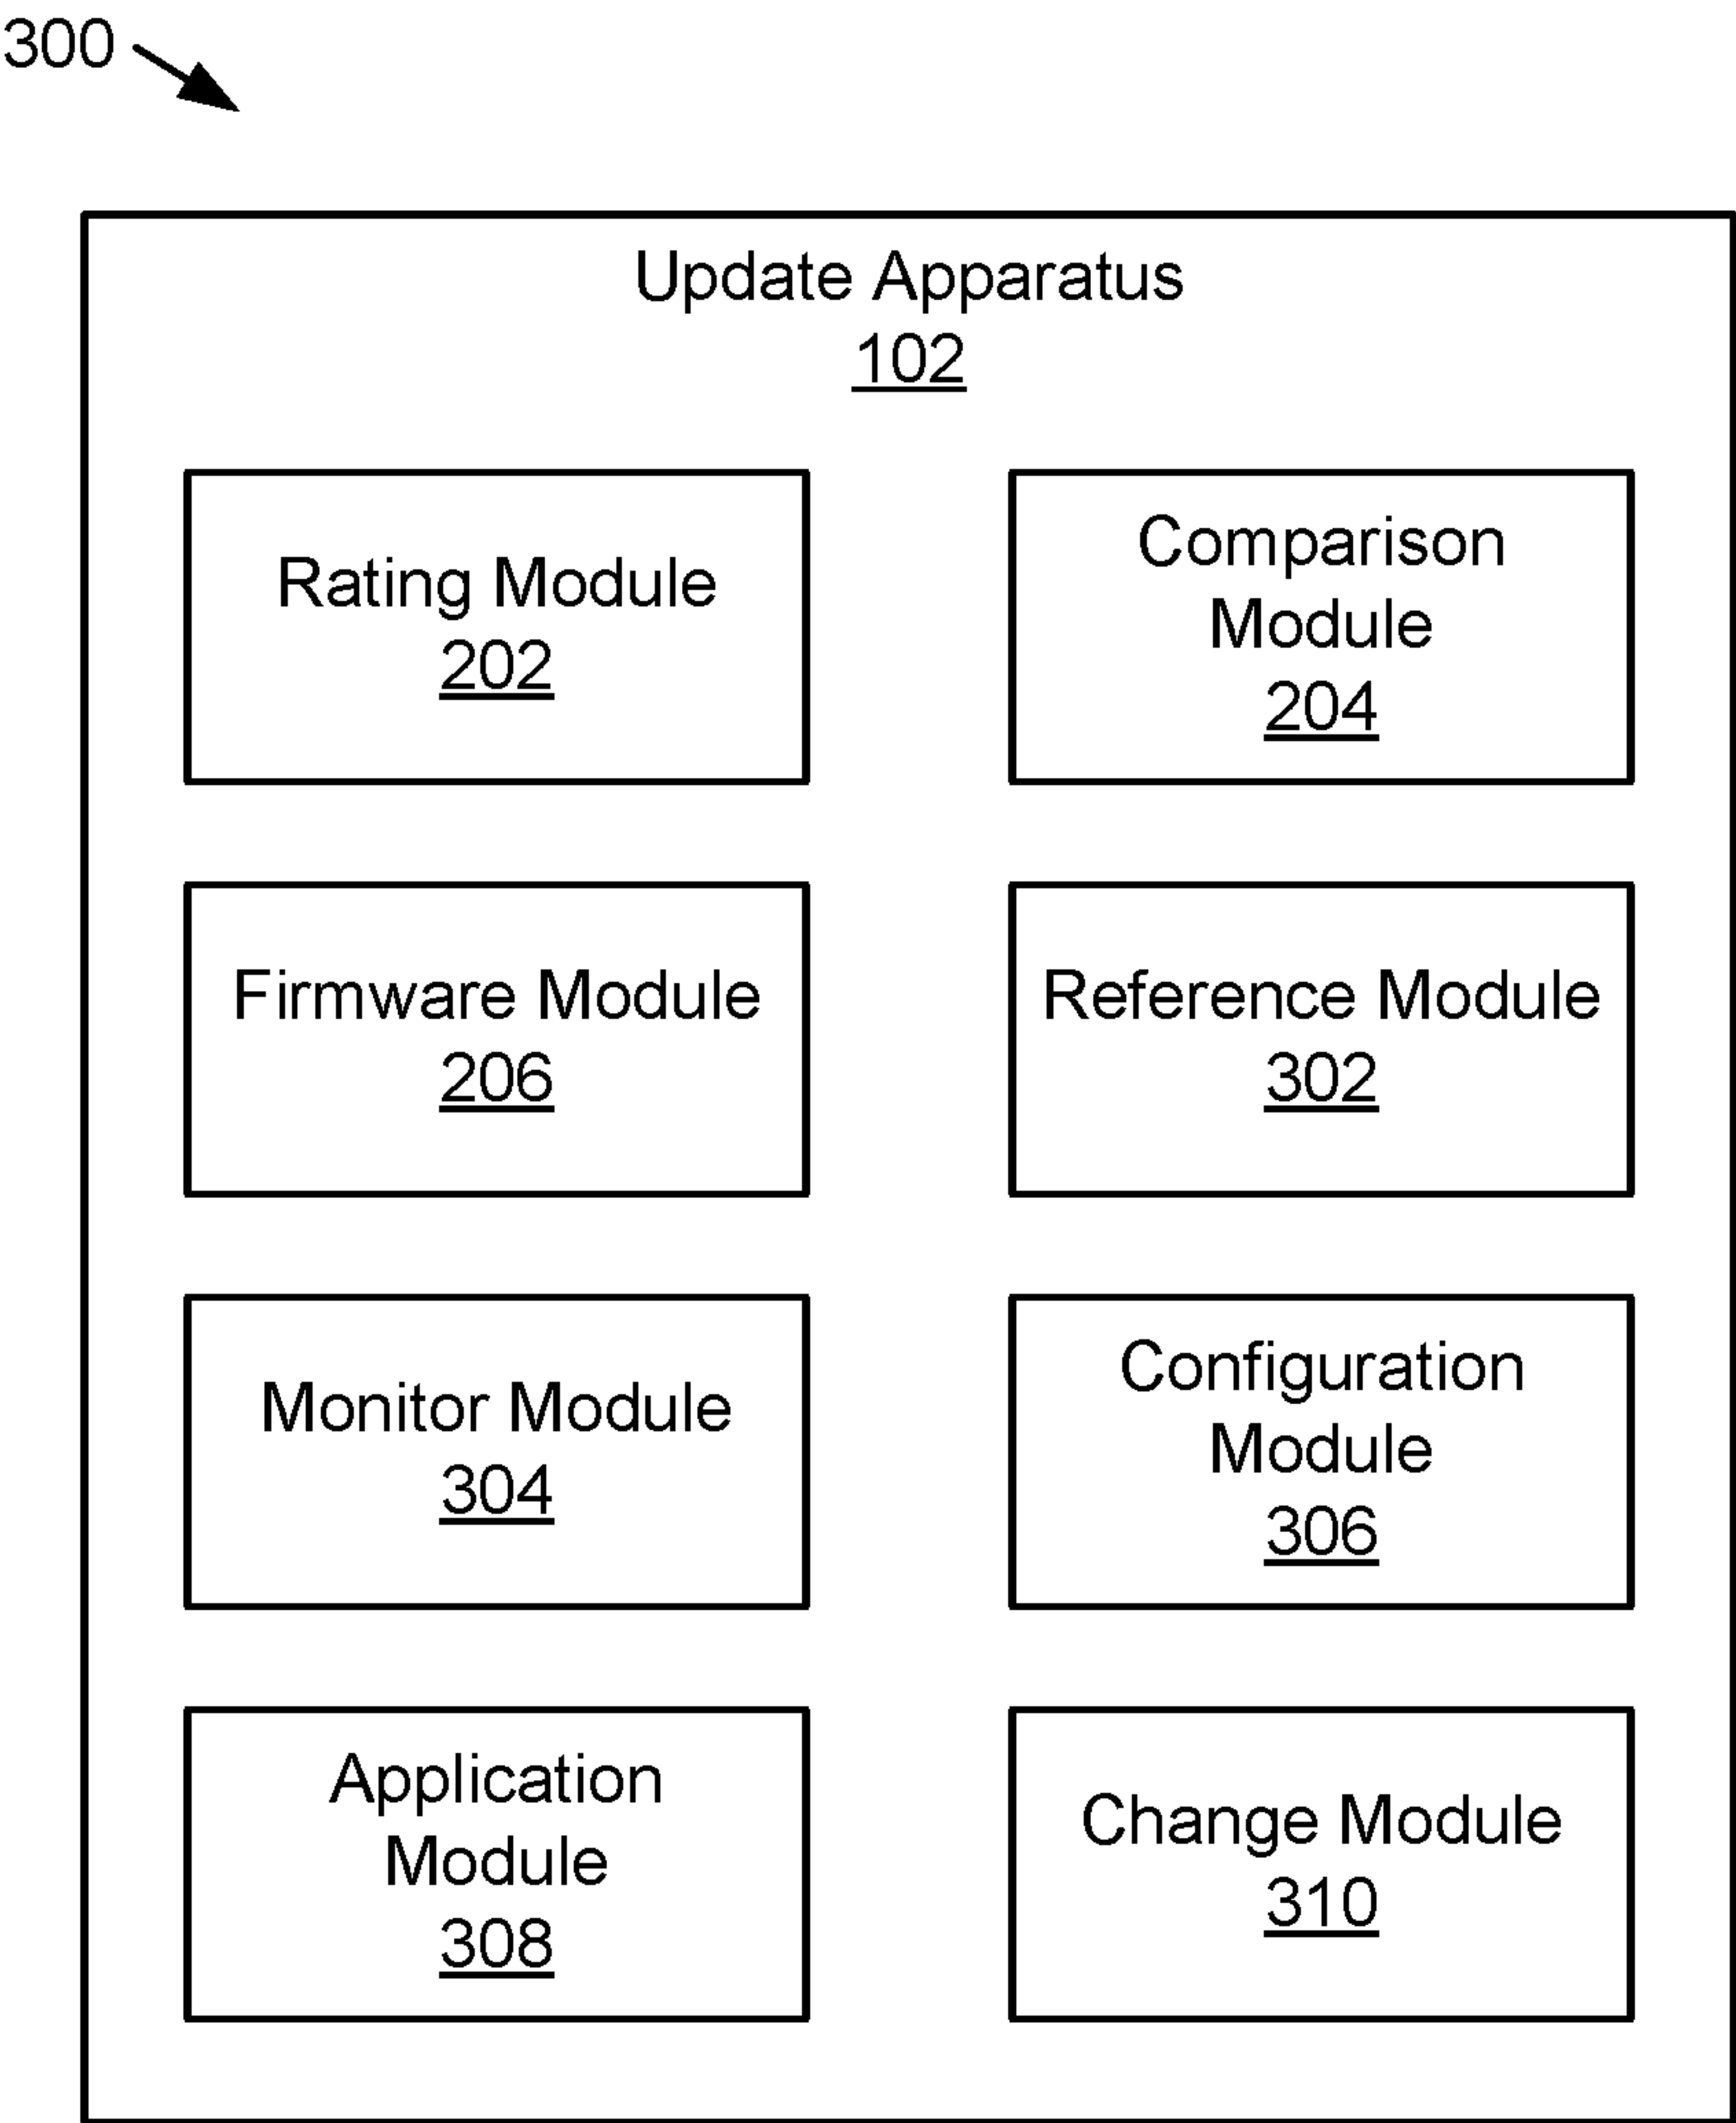 300
Update Apparatus
102
Rating Module
202
Comparison
Module
204
Firmware Module
206
Reference Module
302
Monitor Module
304
Configuration
Module
306
Application
Module
308
Change Module
310